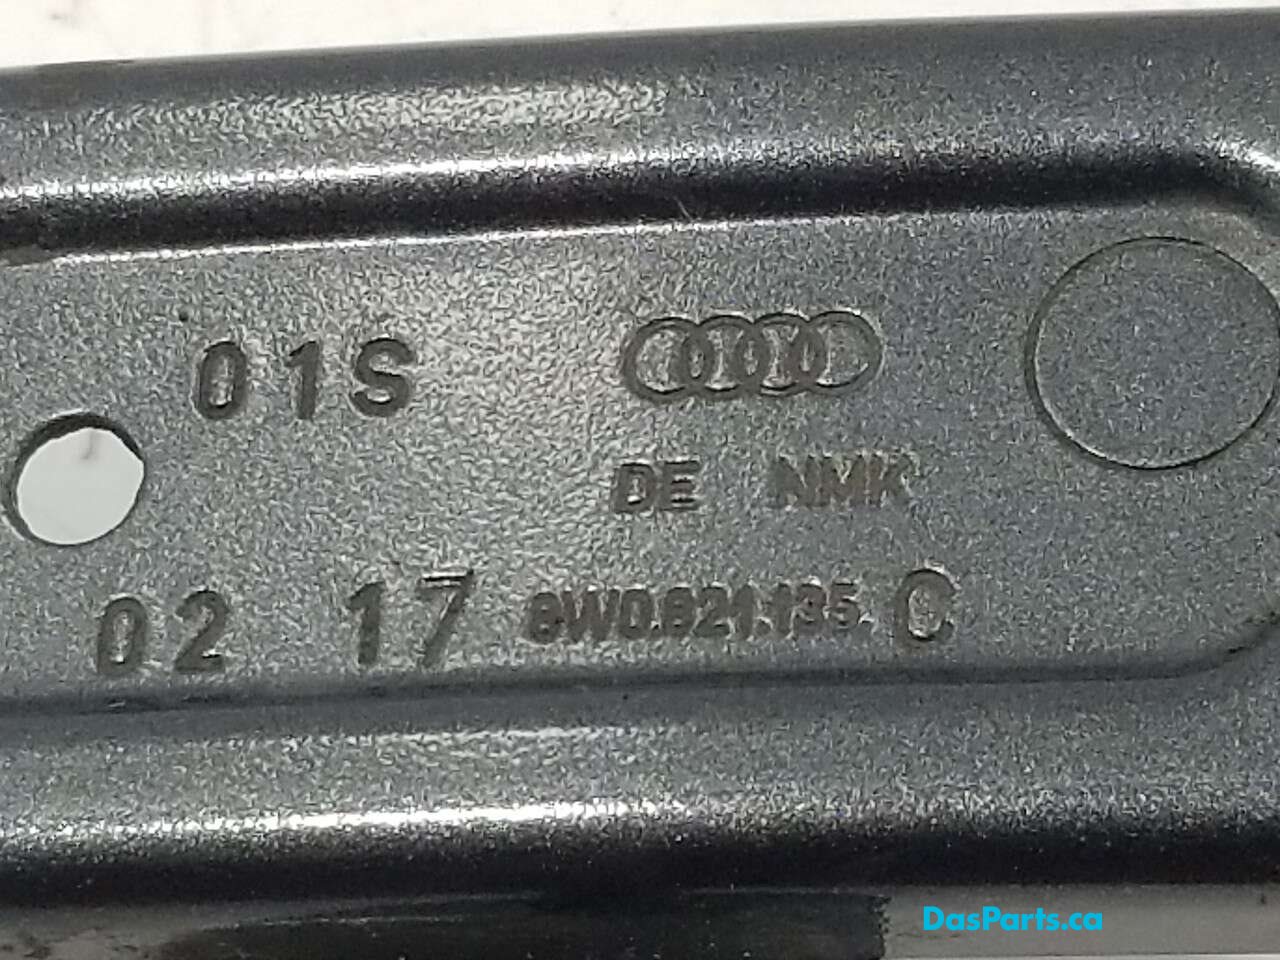 01S
DE NMK
02 17 8W0.821.135. C
DasParts.ca